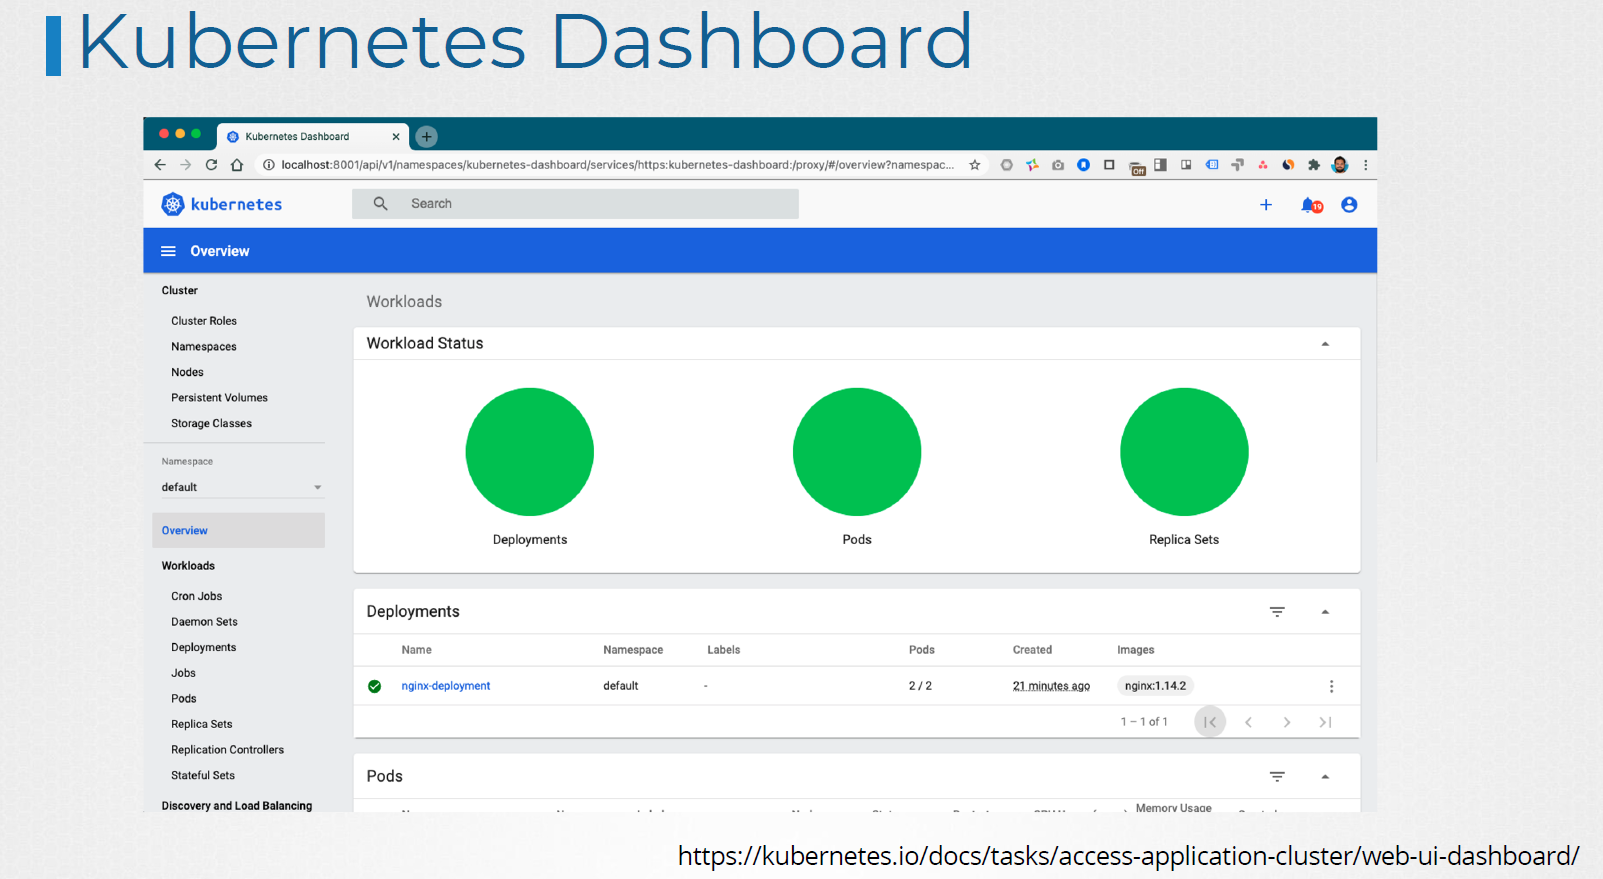 Kubernetes Dashboard
Kubernetes Dashboard
localhost:8001/api/v1/namespaces/kubernetes-dashboard/services/https:kubernetes-dashboard:/proxy/#/overview?namespac...
Off
kubernetes
Search
19
Overview
Cluster
Cluster Roles
Namespaces
Nodes
Persistent Volumes
Storage Classes
Namespace
default
Overview
Workloads
Cron Jobs
Daemon Sets
Deployments
Jobs
Pods
Replica Sets
Replication Controllers
Stateful Sets
Discovery and Load Balancing
Workloads
Workload Status
Deployments Pods Replica Sets
Deployments
Name Namespace Labels Pods Created Images
nginx-deployment default - 2 / 2 21 minutes ago nginx:1.14.2
1 – 1 of 1
Pods
Memory Usage
https://kubernetes.io/docs/tasks/access-application-cluster/web-ui-dashboard/